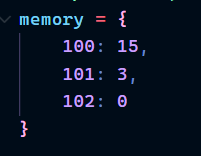 memory = {
    100: 15,
    101: 3,
    102: 0
}